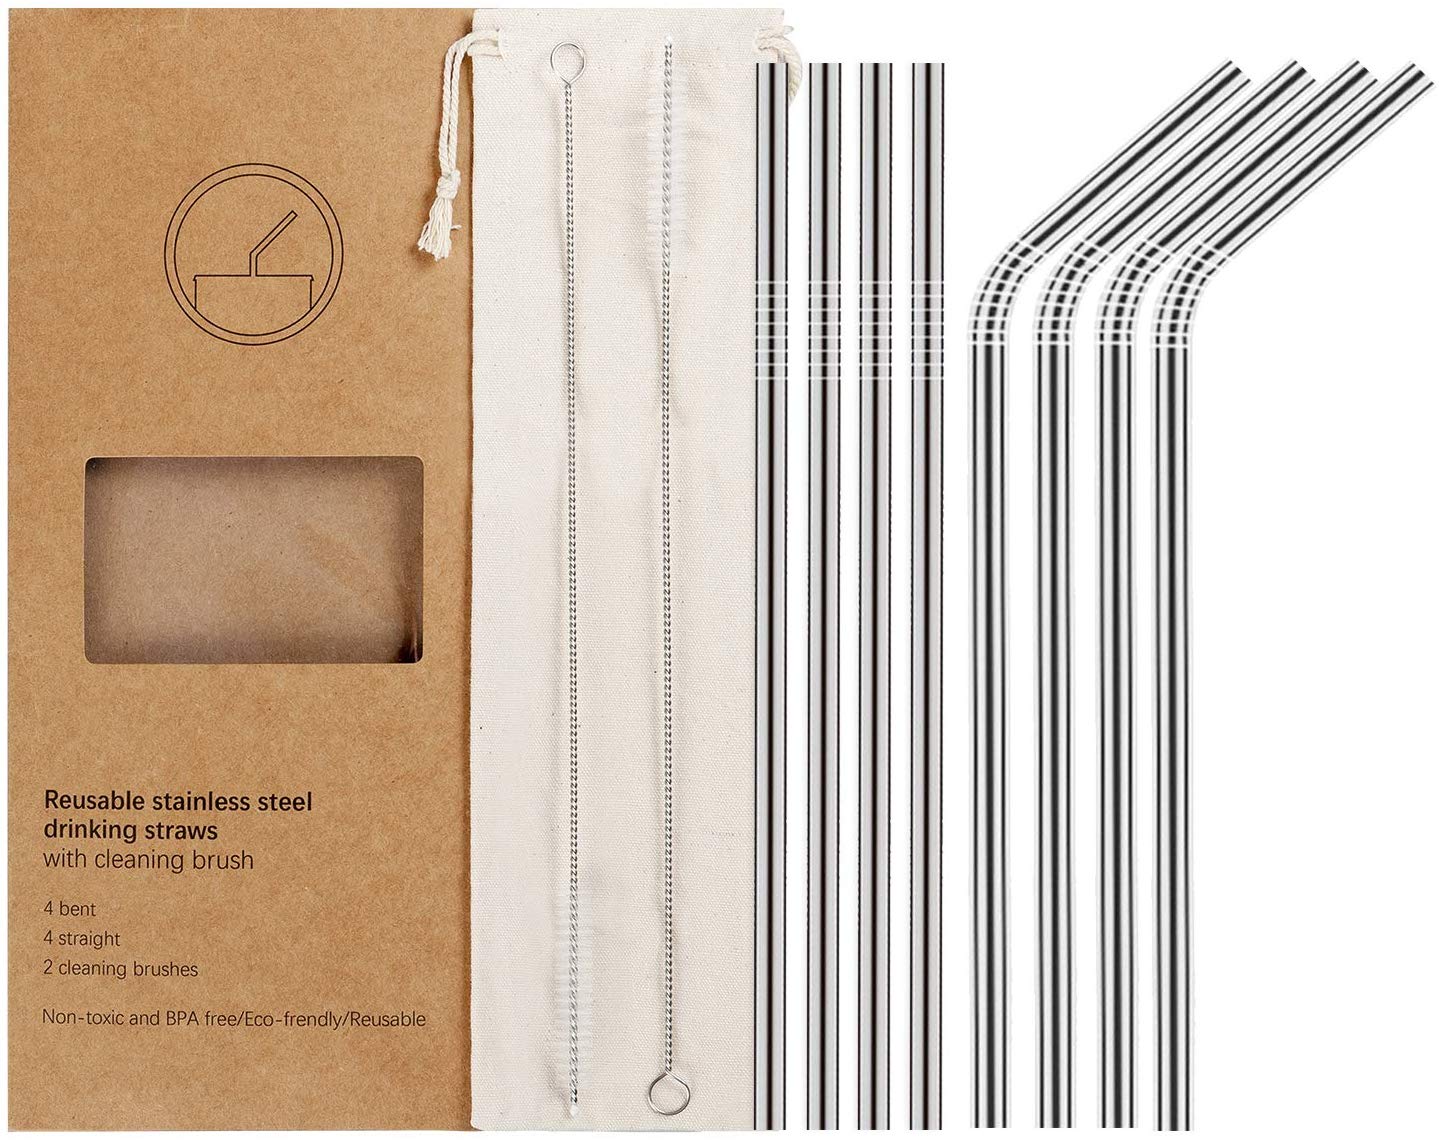 Reusable stainless steel
drinking straws
with cleaning brush
4 bent
4 straight
2 cleaning brushes
Non-toxic and BPA free/Eco-frendly/Reusable